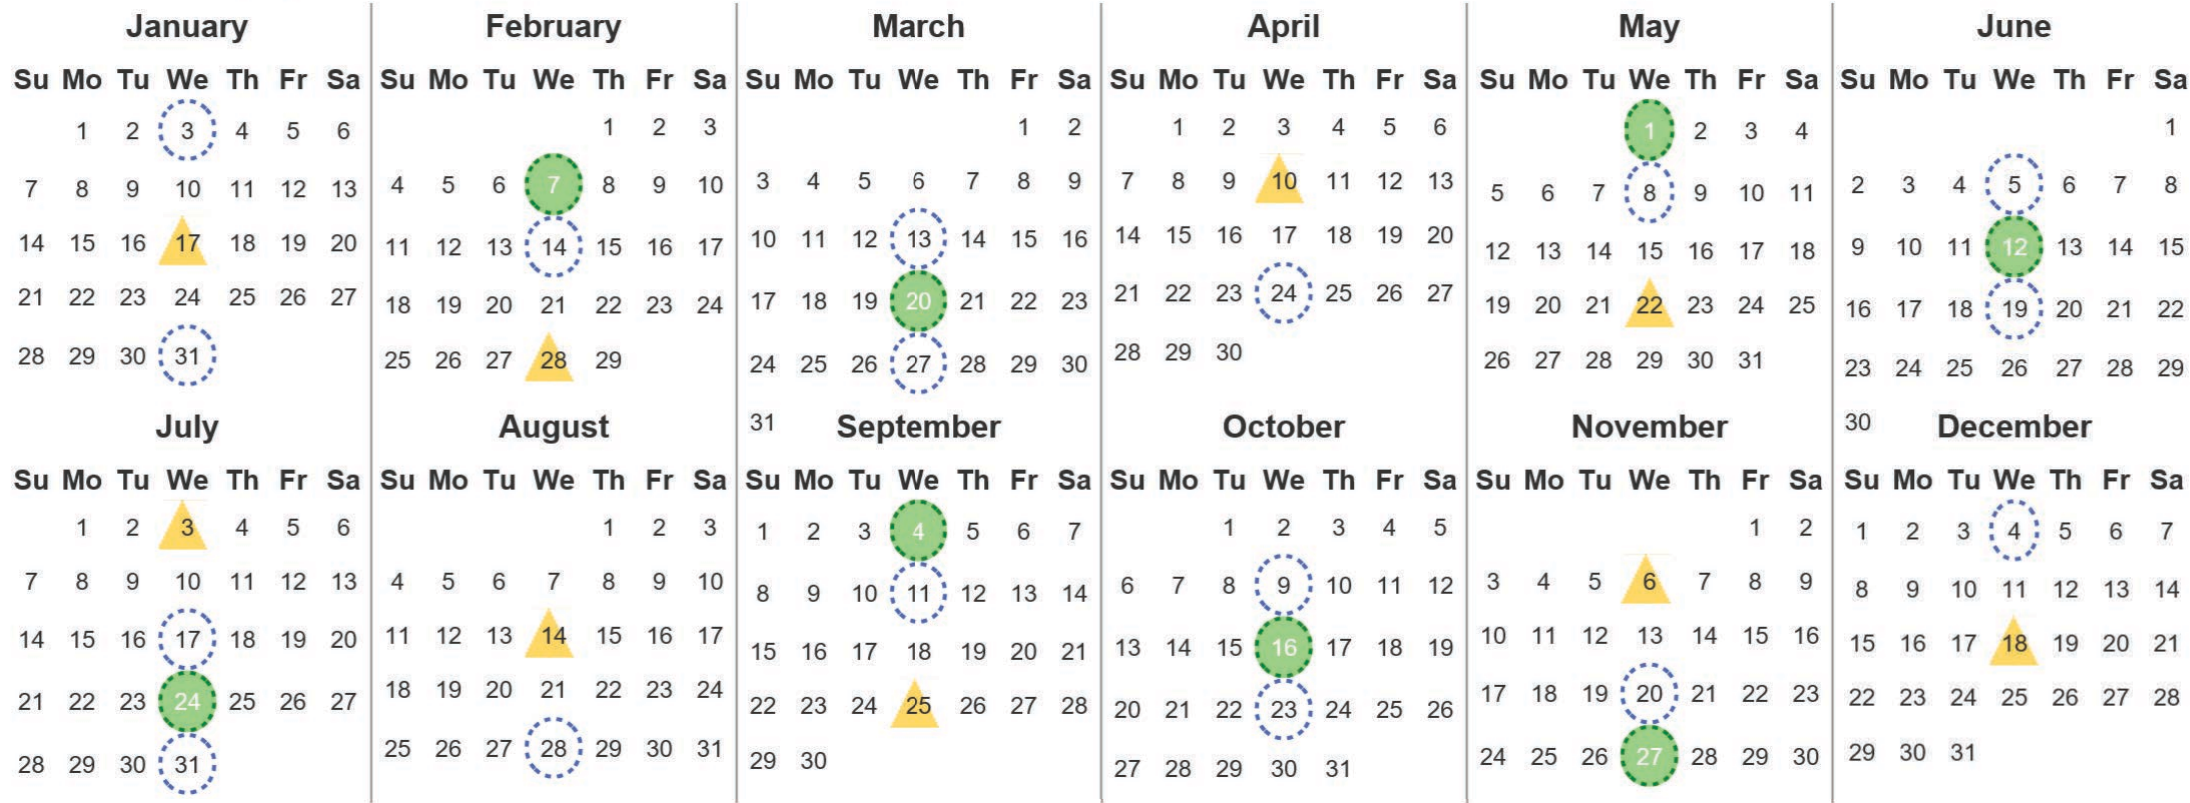 January
Su Mo Tu We Th Fr Sa
1 2 3 4 5 6
7 8 9 10 11 12 13
14 15 16 17 18 19 20
21 22 23 24 25 26 27
28 29 30 31
February
Su Mo Tu We Th Fr Sa
1 2 3
4 5 6 7 8 9 10
11 12 13 14 15 16 17
18 19 20 21 22 23 24
25 26 27 28 29
March
Su Mo Tu We Th Fr Sa
1 2
3 4 5 6 7 8 9
10 11 12 13 14 15 16
17 18 19 20 21 22 23
24 25 26 27 28 29 30
31
April
Su Mo Tu We Th Fr Sa
1 2 3 4 5 6
7 8 9 10 11 12 13
14 15 16 17 18 19 20
21 22 23 24 25 26 27
28 29 30
May
Su Mo Tu We Th Fr Sa
1 2 3 4
5 6 7 8 9 10 11
12 13 14 15 16 17 18
19 20 21 22 23 24 25
26 27 28 29 30 31
June
Su Mo Tu We Th Fr Sa
1
2 3 4 5 6 7 8
9 10 11 12 13 14 15
16 17 18 19 20 21 22
23 24 25 26 27 28 29
30
July
Su Mo Tu We Th Fr Sa
1 2 3 4 5 6
7 8 9 10 11 12 13
14 15 16 17 18 19 20
21 22 23 24 25 26 27
28 29 30 31
August
Su Mo Tu We Th Fr Sa
1 2 3
4 5 6 7 8 9 10
11 12 13 14 15 16 17
18 19 20 21 22 23 24
25 26 27 28 29 30 31
September
Su Mo Tu We Th Fr Sa
1 2 3 4 5 6 7
8 9 10 11 12 13 14
15 16 17 18 19 20 21
22 23 24 25 26 27 28
29 30
October
Su Mo Tu We Th Fr Sa
1 2 3 4 5
6 7 8 9 10 11 12
13 14 15 16 17 18 19
20 21 22 23 24 25 26
27 28 29 30 31
November
Su Mo Tu We Th Fr Sa
1 2
3 4 5 6 7 8 9
10 11 12 13 14 15 16
17 18 19 20 21 22 23
24 25 26 27 28 29 30
December
Su Mo Tu We Th Fr Sa
1 2 3 4 5 6 7
8 9 10 11 12 13 14
15 16 17 18 19 20 21
22 23 24 25 26 27 28
29 30 31